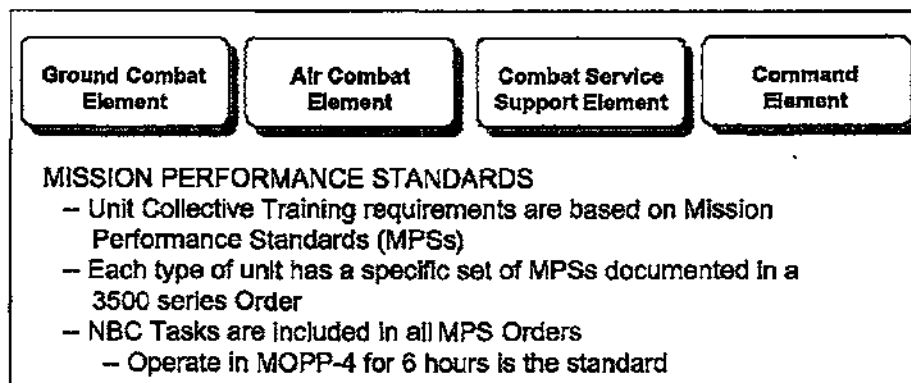 Ground Combat
Element
Air Combat
Element
Combat Service
Support Element
Command
Element
MISSION PERFORMANCE STANDARDS
– Unit Collective Training requirements are based on Mission
Performance Standards (MPSs)
– Each type of unit has a specific set of MPSs documented in a
3500 series Order
– NBC Tasks are included in all MPS Orders
– Operate in MOPP-4 for 6 hours is the standard